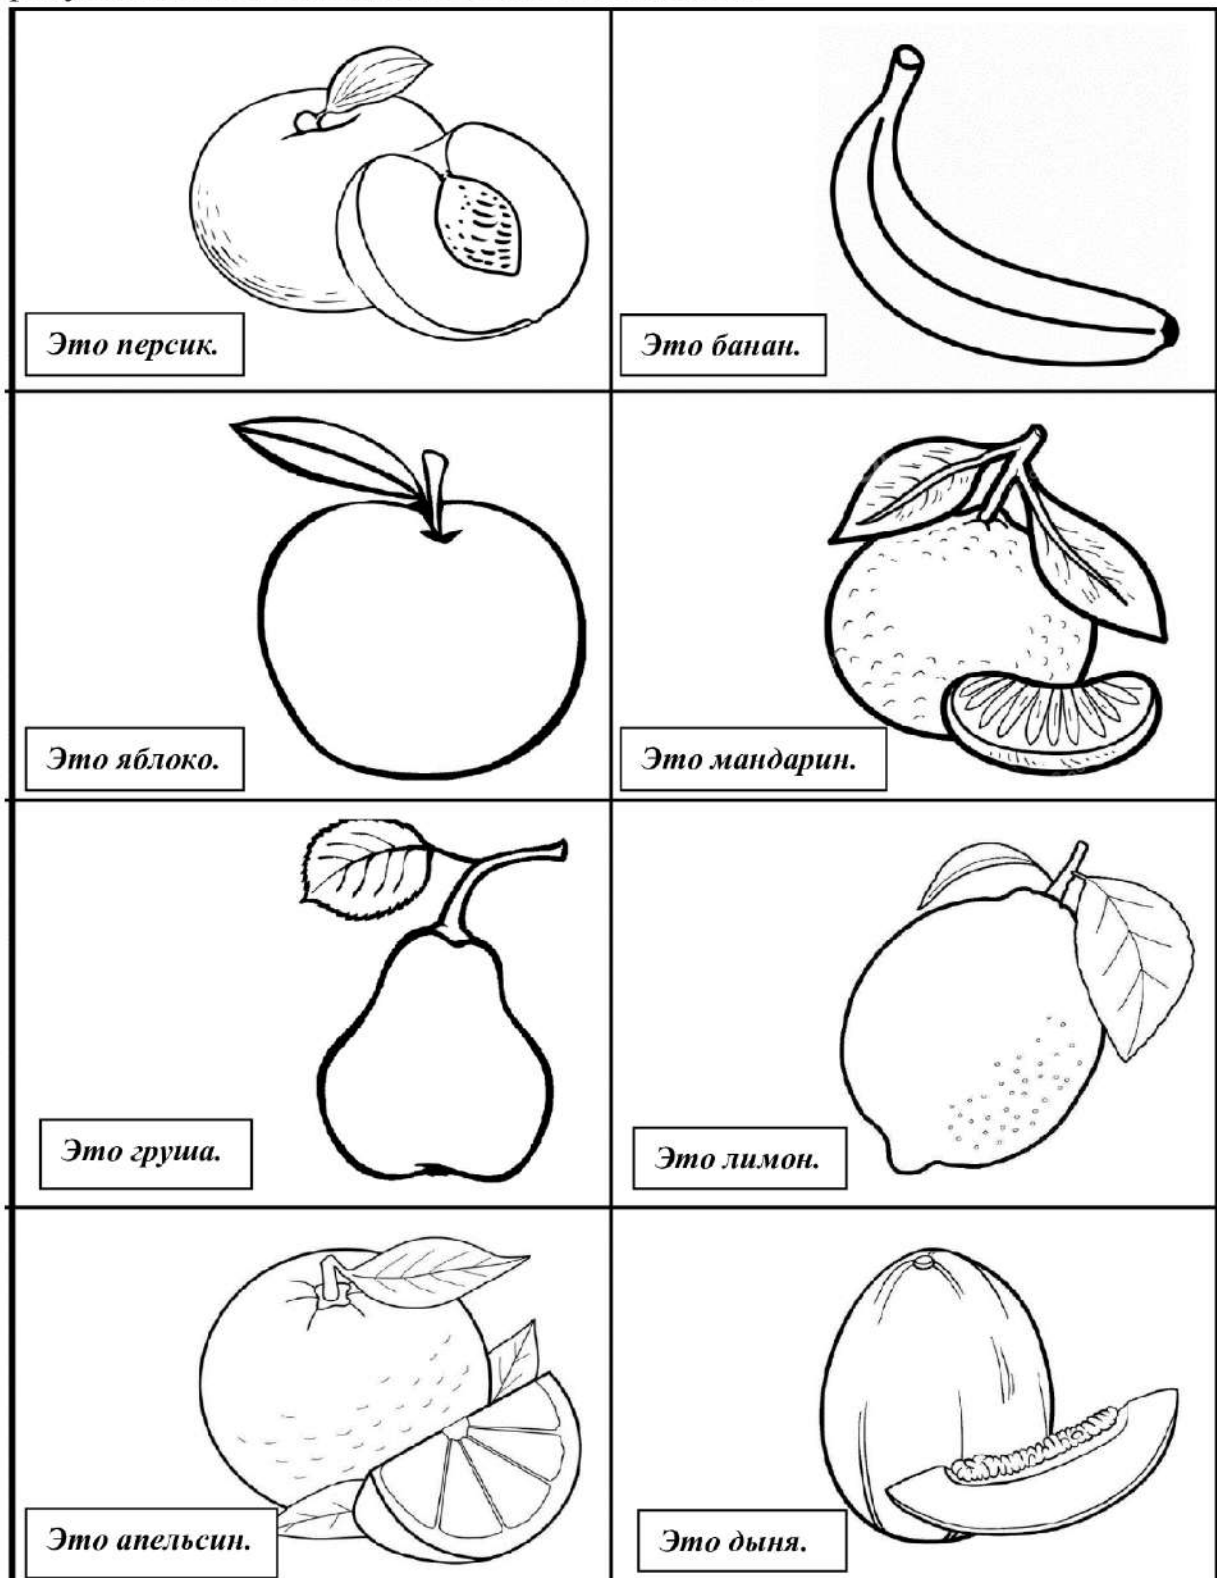 Это персик.
Это банан.
Это яблоко.
Это мандарин.
Это груша.
Это лимон.
Это апельсин.
Это дыня.